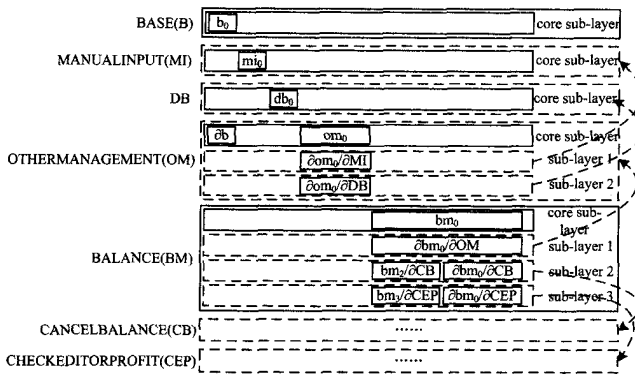 BASE(B) b₀ core sub-layer
MANUALINPUT(MI) mi₀ core sub-layer
DB db₀ core sub-layer
∂b om₀ core sub-layer
OTHERMANAGEMENT(OM) ∂om₀/∂MI sub-layer 1
∂om₀/∂DB sub-layer 2
bm₀ core sub-
layer
∂bm₀/∂OM sub-layer 1
BALANCE(BM) bm₂/∂CB ∂bm₀/∂CB sub-layer 2
bm₃/∂CEP ∂bm₀/∂CEP sub-layer 3
CANCELBALANCE(CB) ......
CHECKEDITORPROFIT(CEP) ......